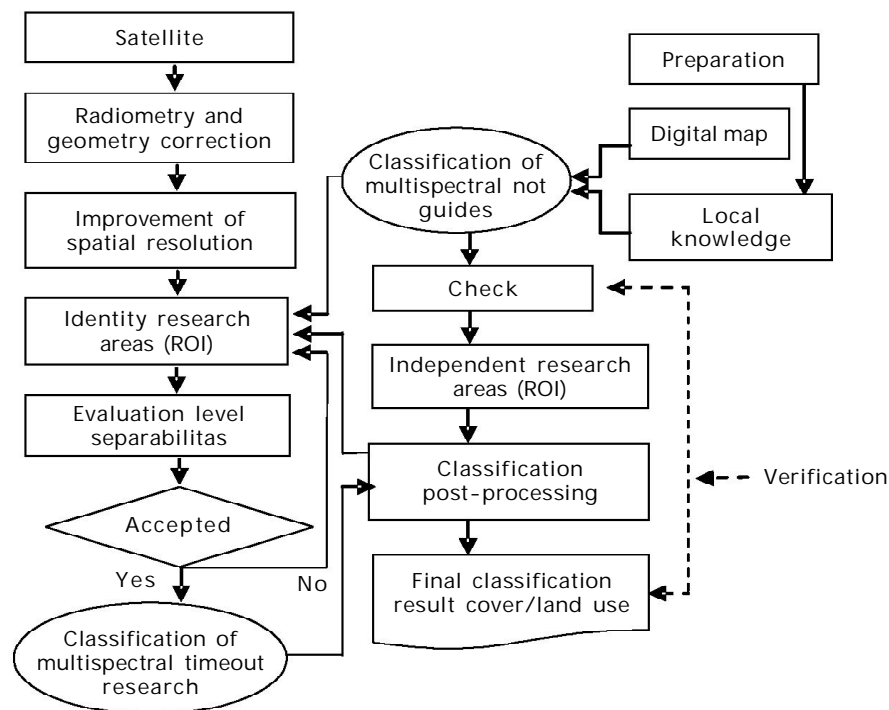 Satellite
Radiometry and
geometry correction
Improvement of
spatial resolution
Identity research
areas (ROI)
Evaluation level
separabilitas
Accepted
Yes
No
Classification of
multispectral timeout
research
Classification of
multispectral not
guides
Check
Independent research
areas (ROI)
Classification
post-processing
Final classification
result cover/land use
Preparation
Digital map
Local
knowledge
Verification